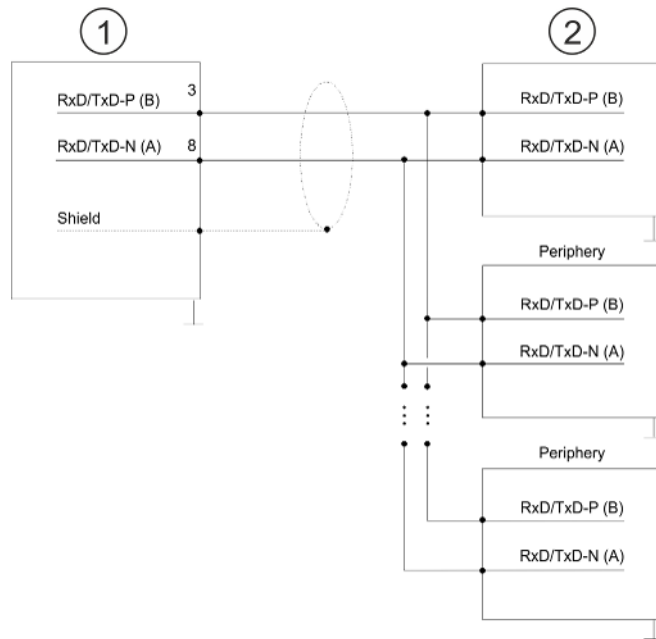 1
2
RxD/TxD-P (B)
3
RxD/TxD-N (A)
8
Shield
RxD/TxD-P (B)
RxD/TxD-N (A)
Periphery
RxD/TxD-P (B)
RxD/TxD-N (A)
Periphery
RxD/TxD-P (B)
RxD/TxD-N (A)